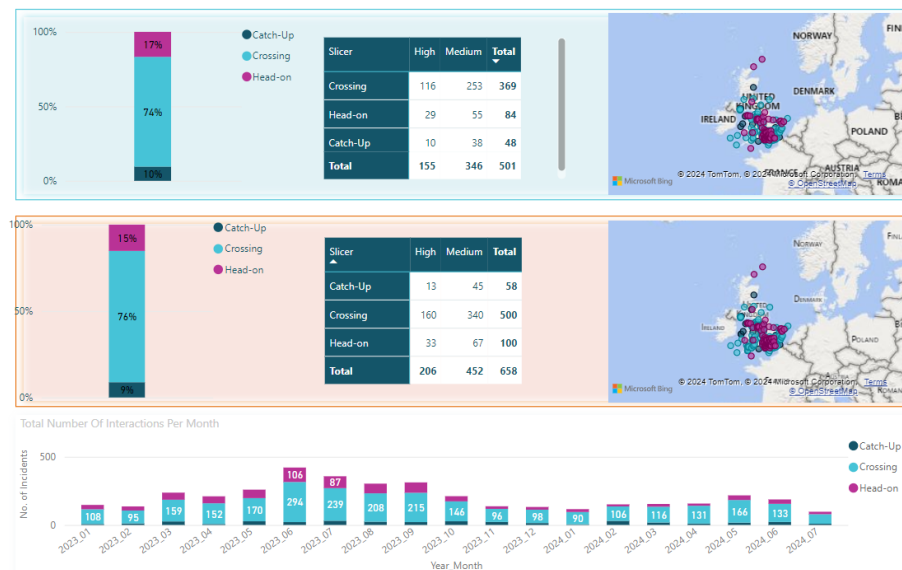 100%
50%
0%
17%
74%
10%
Catch-Up
Crossing
Head-on
Slicer High Medium Total
Crossing 116 253 369
Head-on 29 55 84
Catch-Up 10 38 48
Total 155 346 501
NORWAY
FIN
DENMARK
UNITED
KINGDOM
IRELAND
POLAND
FRANCE
AUSTRIA
ROMA
Microsoft Bing
© 2024 TomTom, © 2024 Microsoft Corporation, Terms
© OpenStreetMap
100%
50%
0%
15%
76%
9%
Catch-Up
Crossing
Head-on
Slicer High Medium Total
Catch-Up 13 45 58
Crossing 160 340 500
Head-on 33 67 100
Total 206 452 658
NORWAY
FINL
DENMARK
IRELAND
POLAND
ROMAN
Microsoft Bing
© 2024 TomTom, © 2024 Microsoft Corporation, Terms
© OpenStreetMap
Total Number Of Interactions Per Month
Catch-Up
Crossing
Head-on
No. of Incidents
500
0
108 95 159 152 170 106 294 87 239 208 215 146 96 98 90 106 116 131 166 133
2023_01 2023_02 2023_03 2023_04 2023_05 2023_06 2023_07 2023_08 2023_09 2023_10 2023_11 2023_12 2024_01 2024_02 2024_03 2024_04 2024_05 2024_06 2024_07
Year_Month